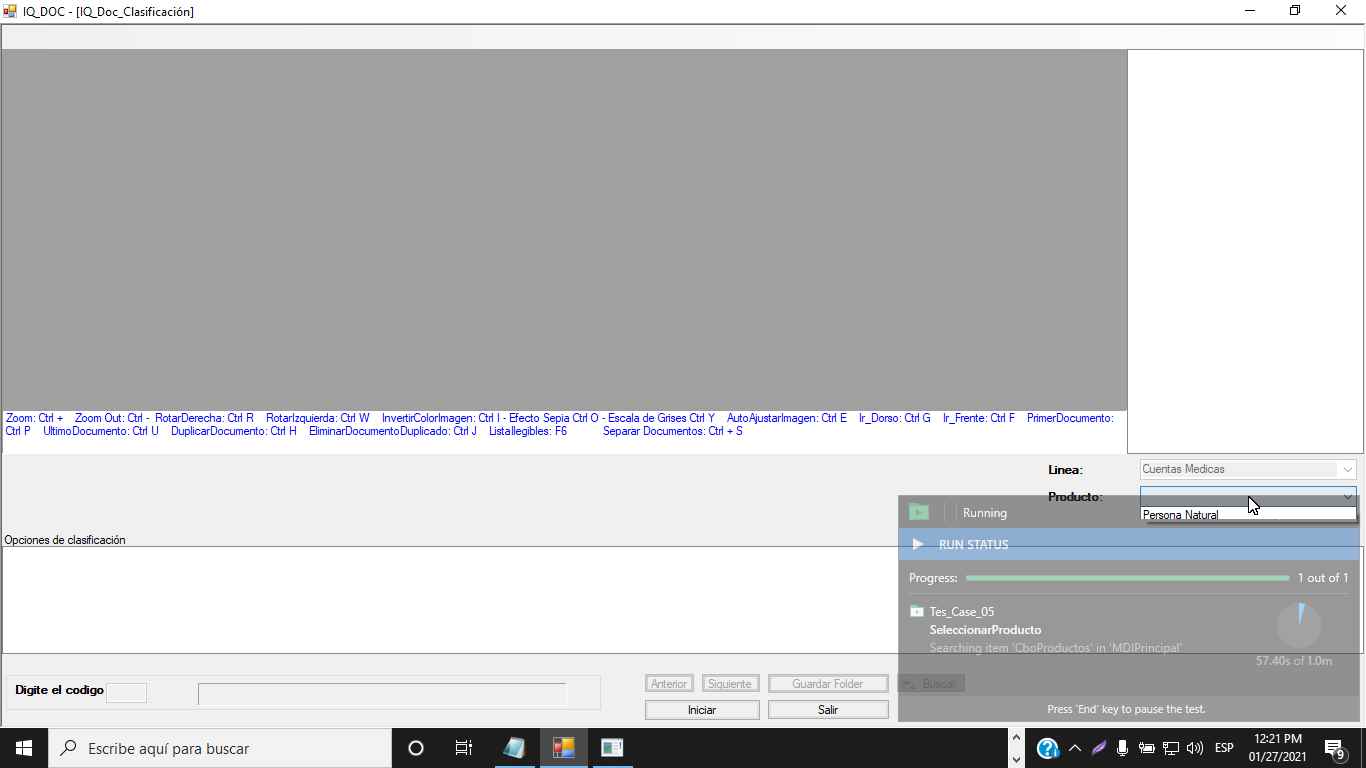 IQ_DOC - [IQ_Doc_Clasificación]
Zoom: Ctrl + Zoom Out: Ctrl - RotarDerecha: Ctrl R RotarIzquierda: Ctrl W InvertirColorImagen: Ctrl I - Efecto Sepia Ctrl O - Escala de Grises Ctrl Y AutoAjustarImagen: Ctrl E Ir_Dorso: Ctrl G Ir_Frente: Ctrl F PrimerDocumento:
Ctrl P UltimoDocumento: Ctrl U DuplicarDocumento: Ctrl H EliminarDocumentoDuplicado: Ctrl J ListaIlegibles: F6 Separar Documentos: Ctrl + S
Linea: Cuentas Medicas
Producto:
Persona Natural
Running
Opciones de clasificación
RUN STATUS
Progress: 1 out of 1
Tes_Case_05
SeleccionarProducto
Searching item 'CboProductos' in 'MDIPrincipal'
57.40s of 1.0m
Digite el codigo
Anterior Siguiente Guardar Folder Buscar
Iniciar Salir
Press 'End' key to pause the test.
Escribe aquí para buscar
ESP
12:21 PM
01/27/2021
9